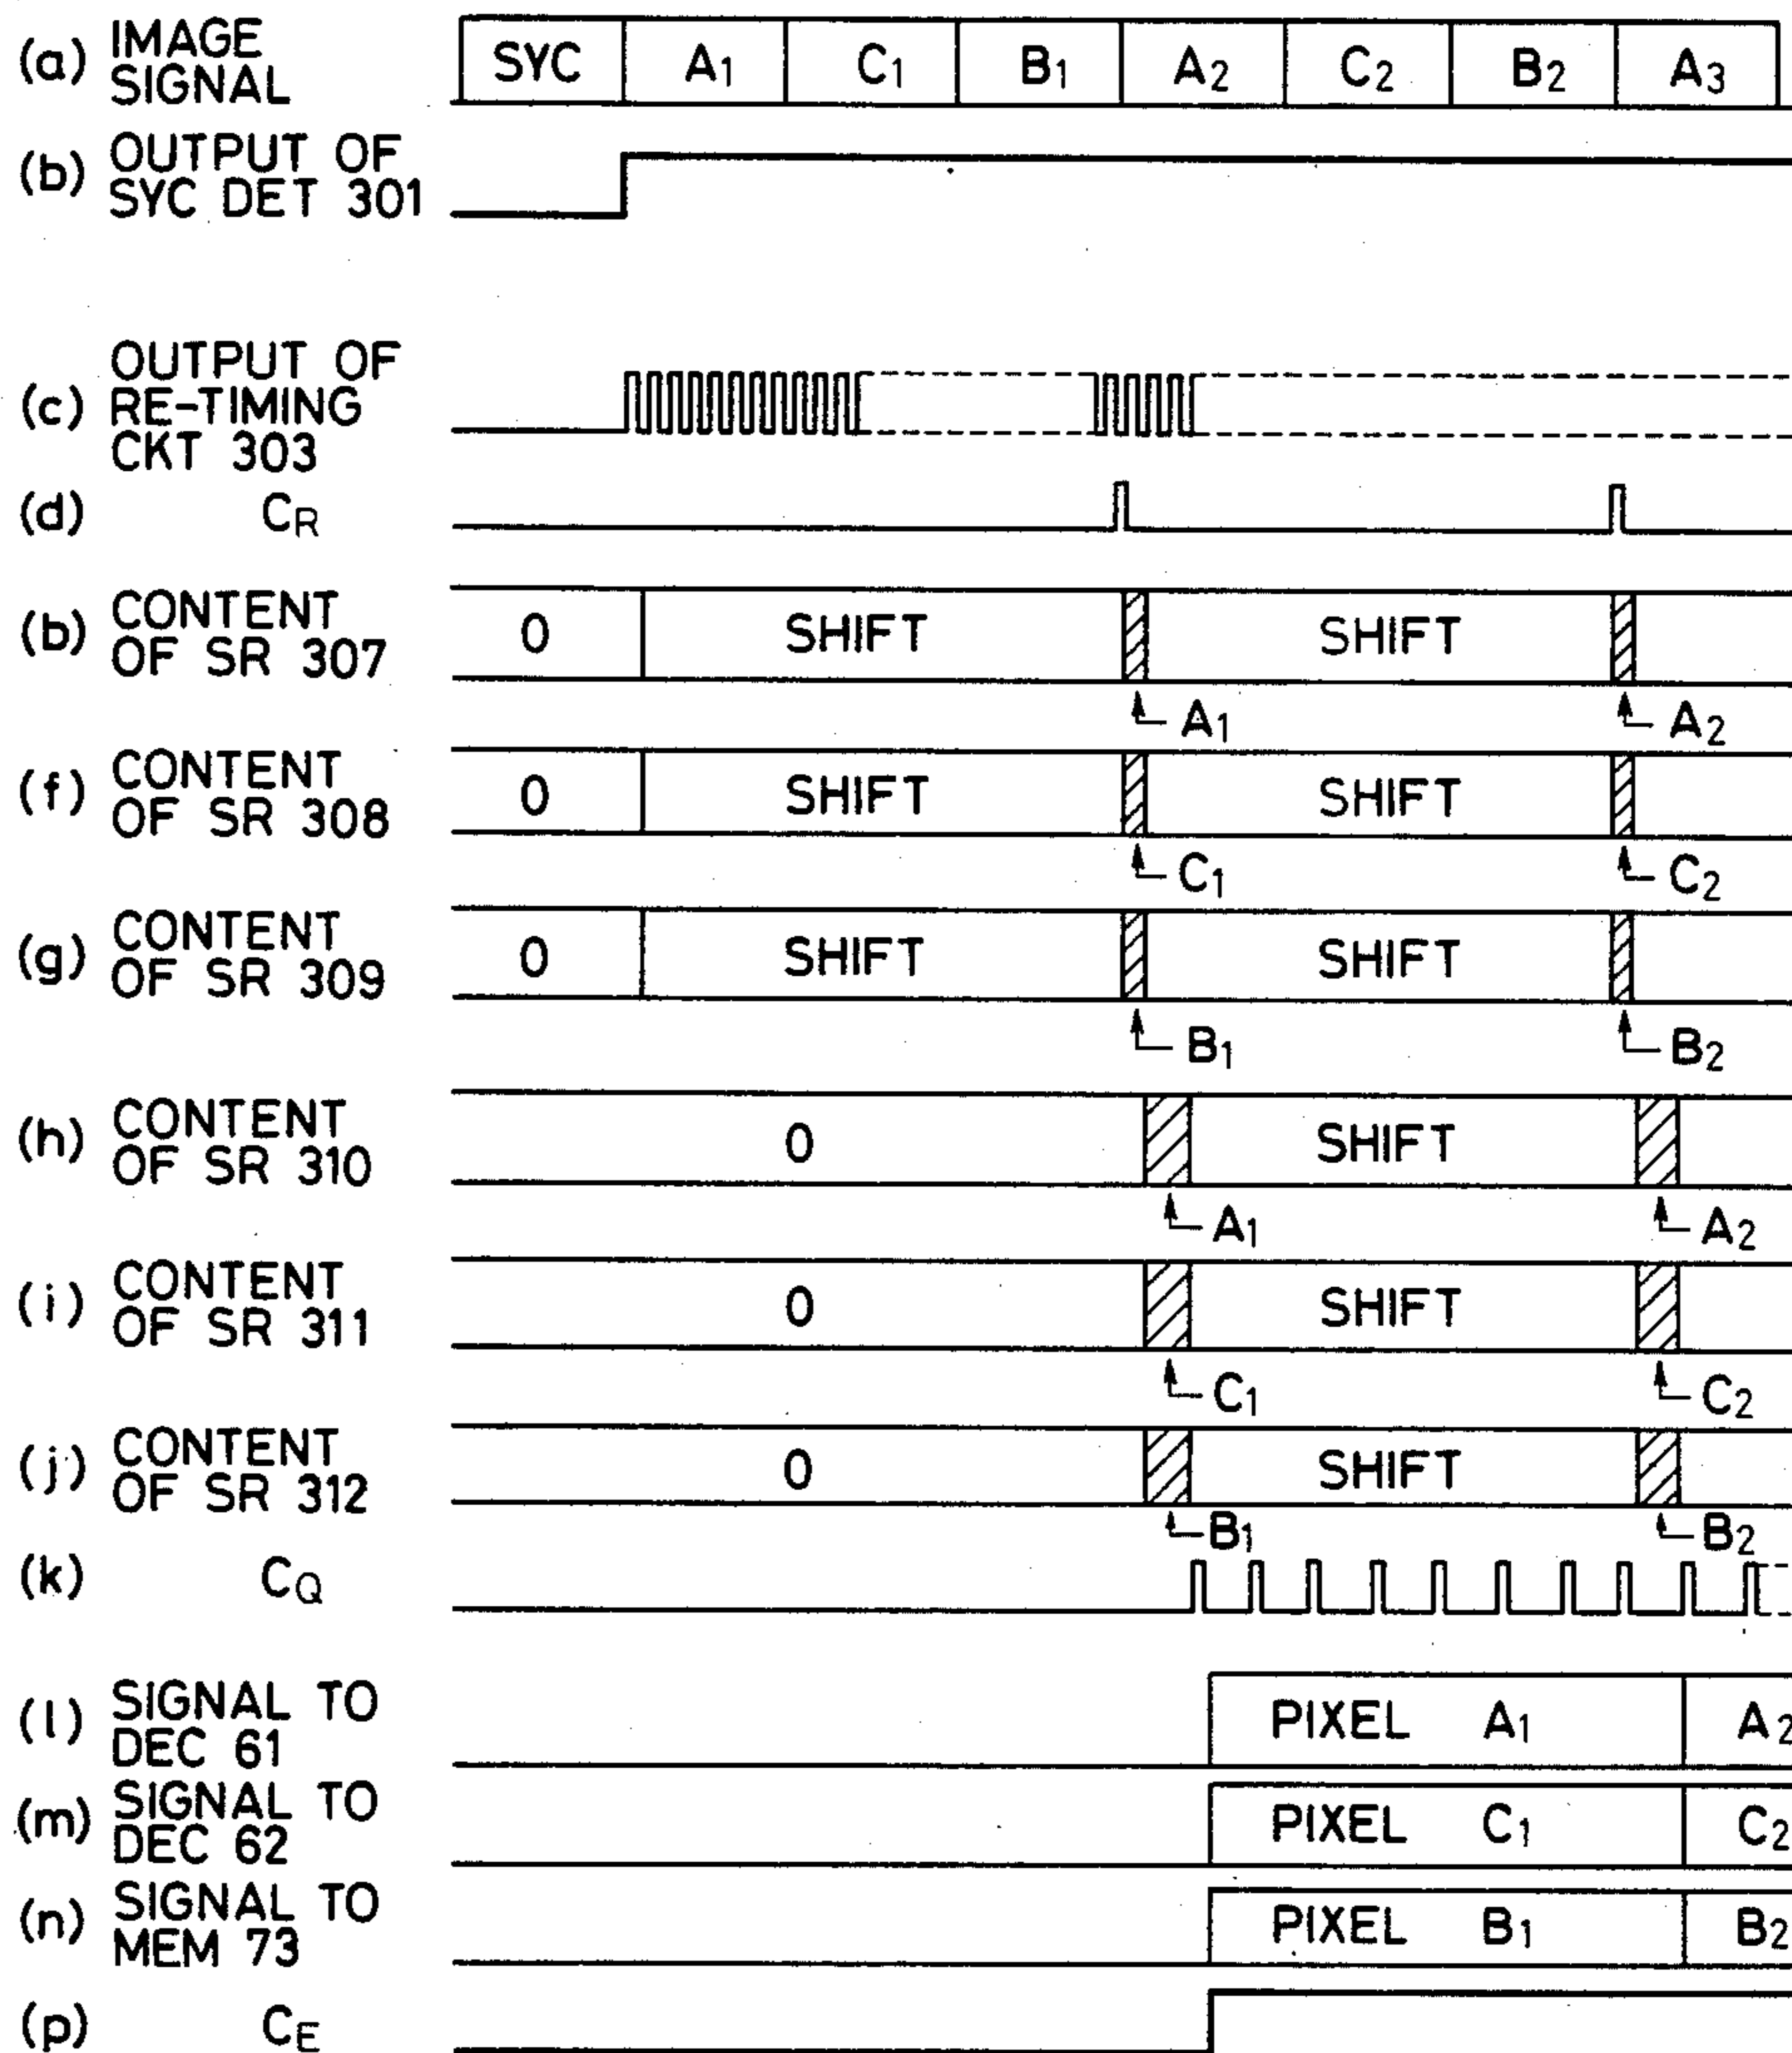 (a) IMAGE
SIGNAL
SYC A1 C1 B1 A2 C2 B2 A3
(b) OUTPUT OF
SYC DET 301
(c) OUTPUT OF
RE-TIMING
CKT 303
(d) CR
(b) CONTENT
OF SR 307
0 SHIFT SHIFT
A1 A2
(f) CONTENT
OF SR 308
0 SHIFT SHIFT
C1 C2
(g) CONTENT
OF SR 309
0 SHIFT SHIFT
B1 B2
(h) CONTENT
OF SR 310
0 SHIFT
A1 A2
(i) CONTENT
OF SR 311
0 SHIFT
C1 C2
(j) CONTENT
OF SR 312
0 SHIFT
B1 B2
(k) CQ
(l) SIGNAL TO
DEC 61
PIXEL A1 A2
(m) SIGNAL TO
DEC 62
PIXEL C1 C2
(n) SIGNAL TO
MEM 73
PIXEL B1 B2
(p) CE